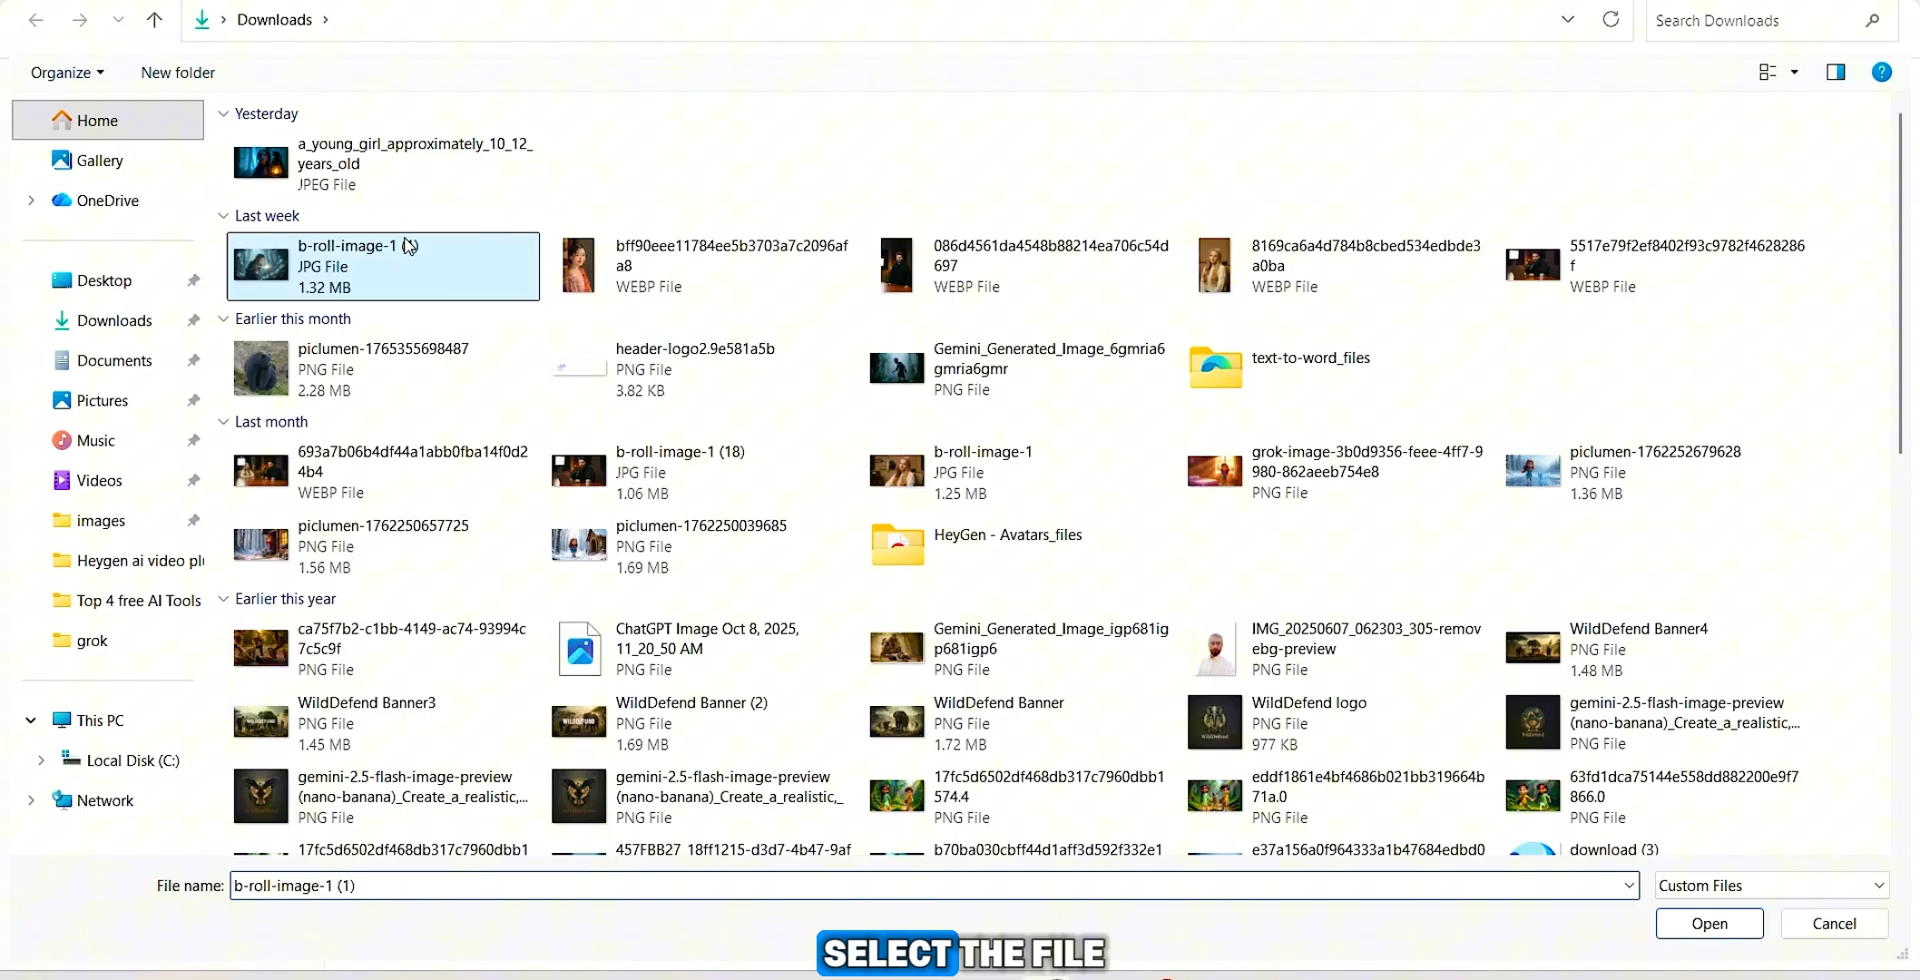 Downloads
Search Downloads
Organize
New folder
Home
Gallery
OneDrive
Desktop
Downloads
Documents
Pictures
Music
Videos
images
Heygen ai video pl
Top 4 free AI Tools
grok
This PC
Local Disk (C:)
Network
Yesterday
a_young_girl_approximately_10_12_
years_old
JPEG File
Last week
b-roll-image-1
JPG File
1.32 MB
bff90eee11784ee5b3703a7c2096af
a8
WEBP File
086d4561da4548b88214ea706c54d
697
WEBP File
8169ca6a4d784b8cbed534edbde3
a0ba
WEBP File
5517e79f2ef8402f93c9782f4628286
f
WEBP File
Earlier this month
piclumen-1765355698487
PNG File
2.28 MB
header-logo2.9e581a5b
PNG File
3.82 KB
Gemini_Generated_Image_6gmria6
gmria6gmr
PNG File
text-to-word_files
Last month
693a7b06b4df44a1abb0fba14f0d2
4b4
WEBP File
b-roll-image-1 (18)
JPG File
1.06 MB
b-roll-image-1
JPG File
1.25 MB
grok-image-3b0d9356-feee-4ff7-9
980-862aeeb754e8
PNG File
piclumen-1762252679628
PNG File
1.36 MB
piclumen-1762250657725
PNG File
1.56 MB
piclumen-1762250039685
PNG File
1.69 MB
HeyGen - Avatars_files
Earlier this year
ca75f7b2-c1bb-4149-ac74-93994c
7c5c9f
PNG File
ChatGPT Image Oct 8, 2025,
11_20_50 AM
PNG File
Gemini_Generated_Image_igp681ig
p681igp6
PNG File
IMG_20250607_062303_305-remov
ebg-preview
PNG File
WildDefend Banner4
PNG File
1.48 MB
WildDefend Banner3
PNG File
1.45 MB
WildDefend Banner (2)
PNG File
1.69 MB
WildDefend Banner
PNG File
1.72 MB
WildDefend logo
PNG File
977 KB
gemini-2.5-flash-image-preview
(nano-banana)_Create_a_realistic,...
PNG File
gemini-2.5-flash-image-preview
(nano-banana)_Create_a_realistic,...
PNG File
gemini-2.5-flash-image-preview
(nano-banana)_Create_a_realistic,_
PNG File
17fc5d6502df468db317c7960dbb1
574.4
PNG File
eddf1861e4bf4686b021bb319664b
71a.0
PNG File
63fd1dca75144e558dd882200e9f7
866.0
PNG File
17fc5d6502df468db317c7960dbb1
457FBB27 18ff1215-d3d7-4b47-9af
b70ba030cbff44d1aff3d592f332e1
e37a156a0f964333a1b47684edbd0
download (3)
File name:
b-roll-image-1 (1)
Custom Files
Open
Cancel
SELECT THE FILE